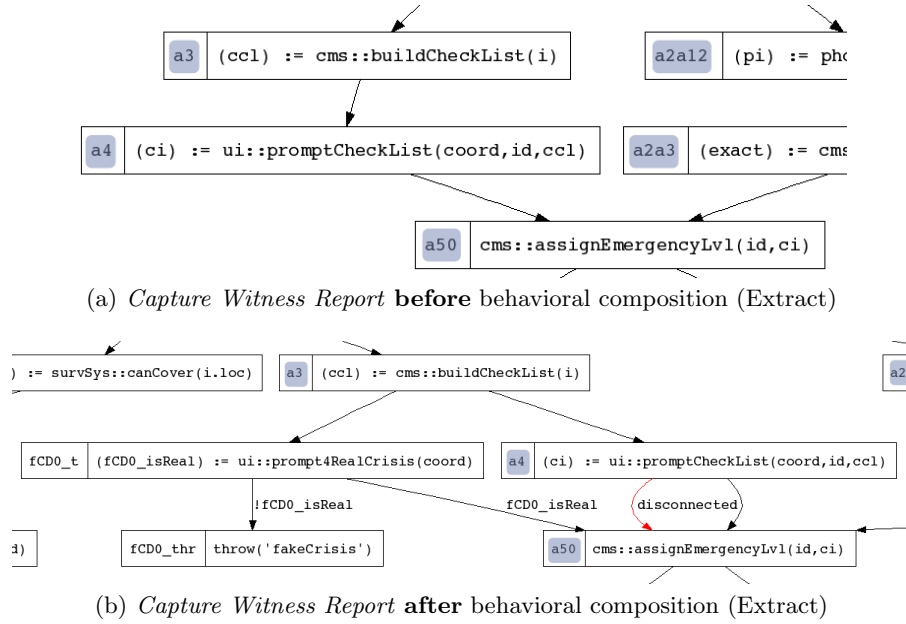 a3 (ccl) := cms::buildCheckList(i)
a2a12 (pi) := pho
a4 (ci) := ui::promptCheckList(coord,id,ccl)
a2a3 (exact) := cms
a50 cms::assignEmergencyLvl(id,ci)
(a) Capture Witness Report before behavioral composition (Extract)
) := survSys::canCover(i.loc)
a3 (ccl) := cms::buildCheckList(i)
a2
fCD0_t (fCD0_isReal) := ui::prompt4RealCrisis(coord)
a4 (ci) := ui::promptCheckList(coord,id,ccl)
!fCD0_isReal
fCD0_isReal
disconnected
d)
fCD0_thr throw('fakeCrisis')
a50 cms::assignEmergencyLvl(id,ci)
(b) Capture Witness Report after behavioral composition (Extract)